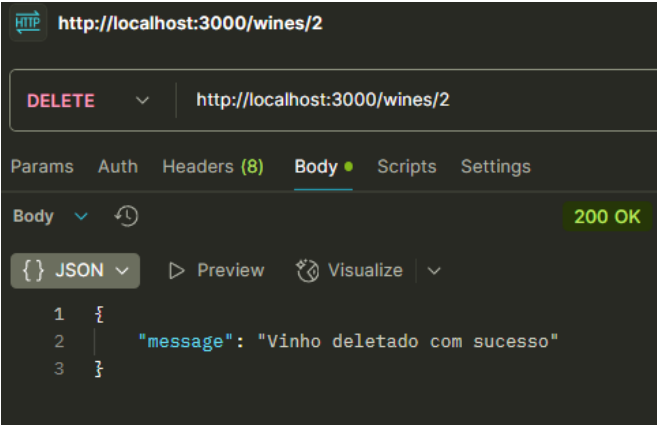 HTTP http://localhost:3000/wines/2
DELETE http://localhost:3000/wines/2
Params Auth Headers (8) Body Scripts Settings
Body 200 OK
{} JSON Preview Visualize
1 {
2 "message": "Vinho deletado com sucesso"
3 }